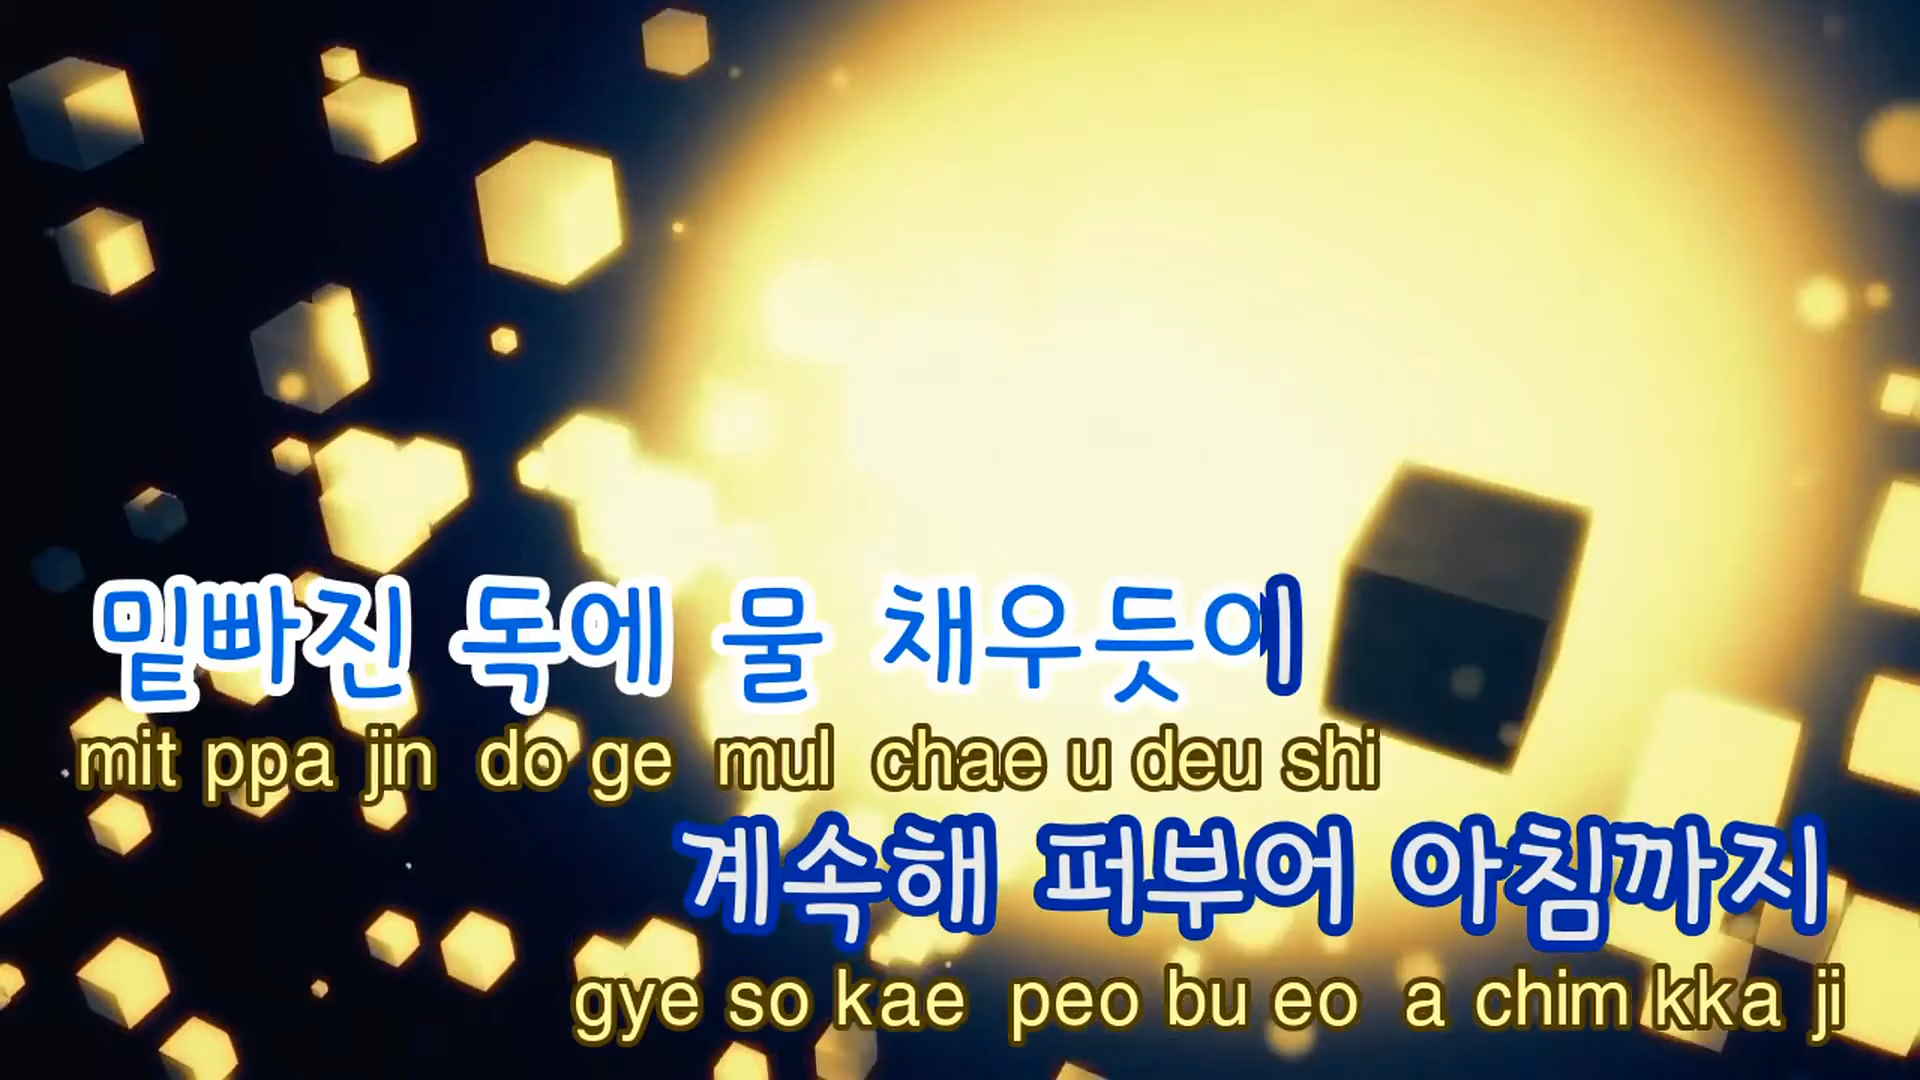 밑빠진 독에 물 채우듯이
mit ppa jin do ge mul chae u deu shi
계속해 퍼부어 아침까지
gye so kae peo bu eo a chim kka ji